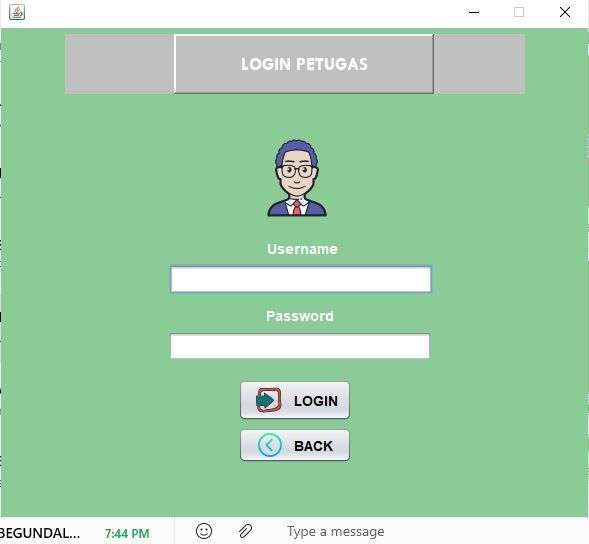 LOGIN PETUGAS
Username
Password
LOGIN
BACK
BEGUNDAL... 7:44 PM Type a message